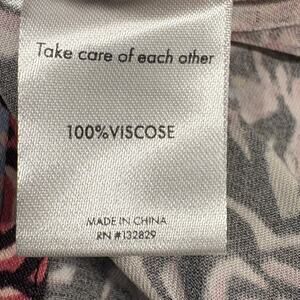 Take care of each other
100%VISCOSE
MADE IN CHINA
RN #132829